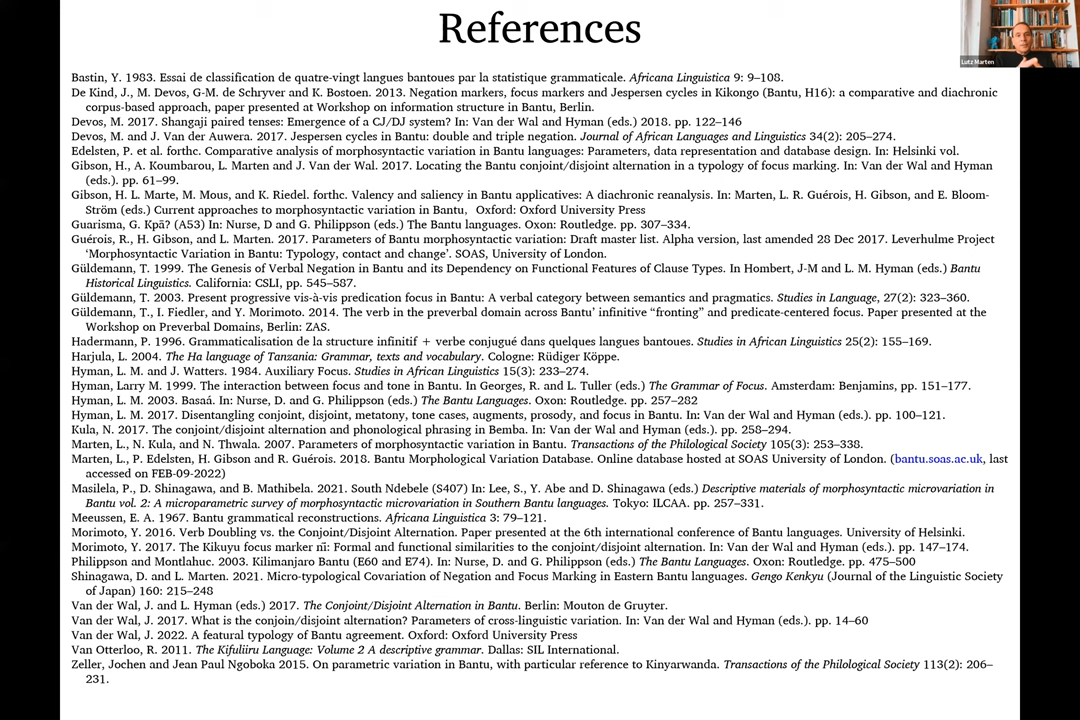 References
Lutz Marten
Bastin, Y. 1983. Essai de classification de quatre-vingt langues bantoues par la statistique grammaticale. Africana Linguistica 9: 9–108.
De Kind, J., M. Devos, G-M. de Schryver and K. Bostoen. 2013. Negation markers, focus markers and Jespersen cycles in Kikongo (Bantu, H16): a comparative and diachronic
corpus-based approach, paper presented at Workshop on information structure in Bantu, Berlin.
Devos, M. 2017. Shangaji paired tenses: Emergence of a CJ/DJ system? In: Van der Wal and Hyman (eds.) 2018. pp. 122–146
Devos, M. and J. Van der Auwera. 2017. Jespersen cycles in Bantu: double and triple negation. Journal of African Languages and Linguistics 34(2): 205–274.
Edelsten, P. et al. forthc. Comparative analysis of morphosyntactic variation in Bantu languages: Parameters, data representation and database design. In: Helsinki vol.
Gibson, H., A. Koumbarou, L. Marten and J. Van der Wal. 2017. Locating the Bantu conjoint/disjoint alternation in a typology of focus marking. In: Van der Wal and Hyman
(eds.). pp. 61–99.
Gibson, H. L. Marte, M. Mous, and K. Riedel. forthc. Valency and saliency in Bantu applicatives: A diachronic reanalysis. In: Marten, L. R. Guérois, H. Gibson, and E. Bloom-
Ström (eds.) Current approaches to morphosyntactic variation in Bantu, Oxford: Oxford University Press
Guarisma, G. Kpā? (A53) In: Nurse, D and G. Philippson (eds.) The Bantu languages. Oxon: Routledge. pp. 307–334.
Guérois, R., H. Gibson, and L. Marten. 2017. Parameters of Bantu morphosyntactic variation: Draft master list. Alpha version, last amended 28 Dec 2017. Leverhulme Project
‘Morphosyntactic Variation in Bantu: Typology, contact and change’. SOAS, University of London.
Güldemann, T. 1999. The Genesis of Verbal Negation in Bantu and its Dependency on Functional Features of Clause Types. In Hombert, J-M and L. M. Hyman (eds.) Bantu
Historical Linguistics. California: CSLI, pp. 545–587.
Güldemann, T. 2003. Present progressive vis-à-vis predication focus in Bantu: A verbal category between semantics and pragmatics. Studies in Language, 27(2): 323–360.
Güldemann, T., I. Fiedler, and Y. Morimoto. 2014. The verb in the preverbal domain across Bantu’ infinitive “fronting” and predicate-centered focus. Paper presented at the
Workshop on Preverbal Domains, Berlin: ZAS.
Hadermann, P. 1996. Grammaticalisation de la structure infinitif + verbe conjugué dans quelques langues bantoues. Studies in African Linguistics 25(2): 155–169.
Harjula, L. 2004. The Ha language of Tanzania: Grammar, texts and vocabulary. Cologne: Rüdiger Köppe.
Hyman, L. M. and J. Watters. 1984. Auxiliary Focus. Studies in African Linguistics 15(3): 233–274.
Hyman, Larry M. 1999. The interaction between focus and tone in Bantu. In Georges, R. and L. Tuller (eds.) The Grammar of Focus. Amsterdam: Benjamins, pp. 151–177.
Hyman, L. M. 2003. Basaá. In: Nurse, D. and G. Philippson (eds.) The Bantu Languages. Oxon: Routledge. pp. 257–282
Hyman, L. M. 2017. Disentangling conjoint, disjoint, metatony, tone cases, augments, prosody, and focus in Bantu. In: Van der Wal and Hyman (eds.). pp. 100–121.
Kula, N. 2017. The conjoint/disjoint alternation and phonological phrasing in Bemba. In: Van der Wal and Hyman (eds.). pp. 258–294.
Marten, L., N. Kula, and N. Thwala. 2007. Parameters of morphosyntactic variation in Bantu. Transactions of the Philological Society 105(3): 253–338.
Marten, L., P. Edelsten, H. Gibson and R. Guérois. 2018. Bantu Morphological Variation Database. Online database hosted at SOAS University of London. (bantu.soas.ac.uk, last
accessed on FEB-09-2022)
Masilela, P., D. Shinagawa, and B. Mathibela. 2021. South Ndebele (S407) In: Lee, S., Y. Abe and D. Shinagawa (eds.) Descriptive materials of morphosyntactic microvariation in
Bantu vol. 2: A microparametric survey of morphosyntactic microvariation in Southern Bantu languages. Tokyo: ILCAA. pp. 257–331.
Meeussen, E. A. 1967. Bantu grammatical reconstructions. Africana Linguistica 3: 79–121.
Morimoto, Y. 2016. Verb Doubling vs. the Conjoint/Disjoint Alternation. Paper presented at the 6th international conference of Bantu languages. University of Helsinki.
Morimoto, Y. 2017. The Kikuyu focus marker nĩ: Formal and functional similarities to the conjoint/disjoint alternation. In: Van der Wal and Hyman (eds.). pp. 147–174.
Philippson and Montlahuc. 2003. Kilimanjaro Bantu (E60 and E74). In: Nurse, D. and G. Philippson (eds.) The Bantu Languages. Oxon: Routledge. pp. 475–500
Shinagawa, D. and L. Marten. 2021. Micro-typological Covariation of Negation and Focus Marking in Eastern Bantu languages. Gengo Kenkyu (Journal of the Linguistic Society
of Japan) 160: 215–248
Van der Wal, J. and L. Hyman (eds.) 2017. The Conjoint/Disjoint Alternation in Bantu. Berlin: Mouton de Gruyter.
Van der Wal, J. 2017. What is the conjoin/disjoint alternation? Parameters of cross-linguistic variation. In: Van der Wal and Hyman (eds.). pp. 14–60
Van der Wal, J. 2022. A featural typology of Bantu agreement. Oxford: Oxford University Press
Van Otterloo, R. 2011. The Kifuliiru Language: Volume 2 A descriptive grammar. Dallas: SIL International.
Zeller, Jochen and Jean Paul Ngoboka 2015. On parametric variation in Bantu, with particular reference to Kinyarwanda. Transactions of the Philological Society 113(2): 206–
231.